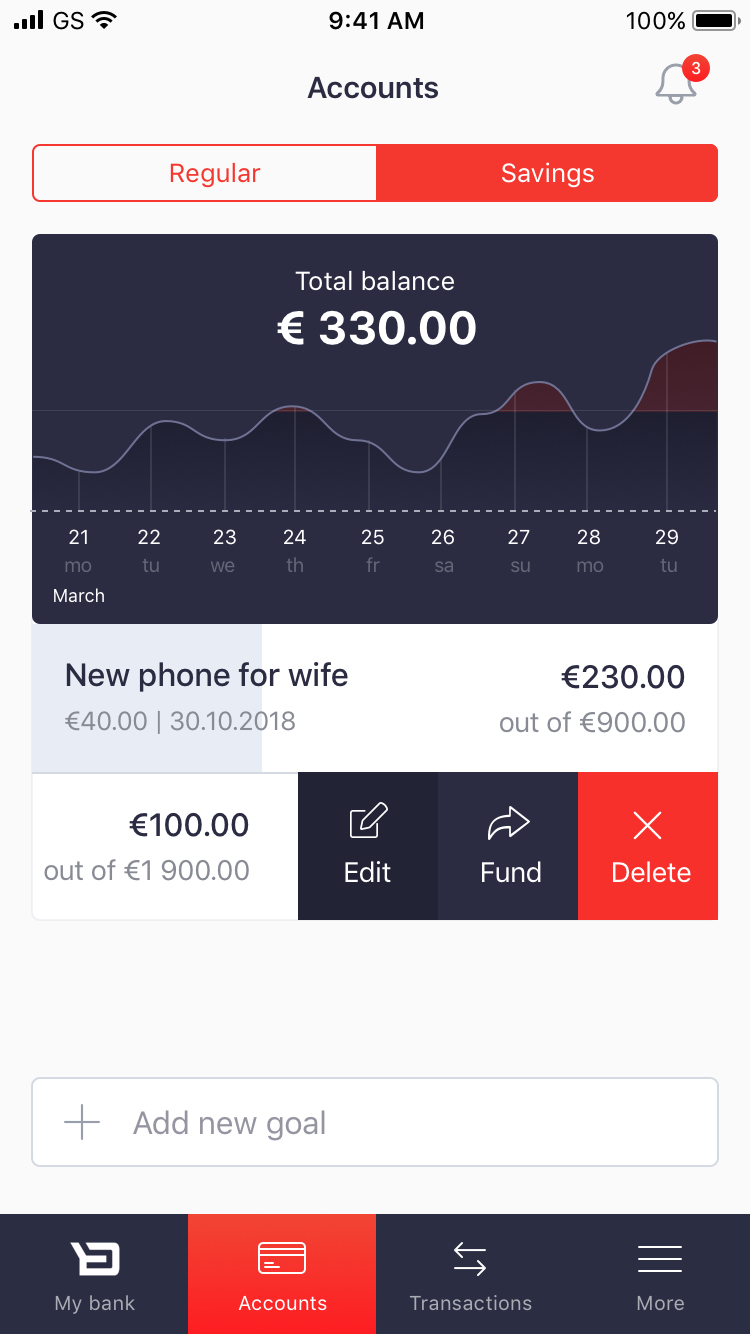 GS 9:41 AM 100%
Accounts 3
Regular Savings
Total balance
€ 330.00
21 22 23 24 25 26 27 28 29
mo tu we th fr sa su mo tu
March
New phone for wife €230.00
€40.00 | 30.10.2018 out of €900.00
€100.00
out of €1 900.00
Edit Fund Delete
Add new goal
My bank Accounts Transactions More